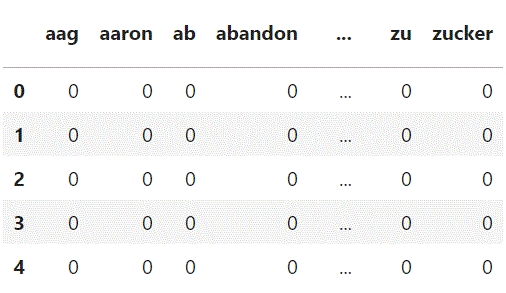 aag aaron ab abandon ... zu zucker
0 0 0 0 0 ... 0 0
1 0 0 0 0 ... 0 0
2 0 0 0 0 ... 0 0
3 0 0 0 0 ... 0 0
4 0 0 0 0 ... 0 0